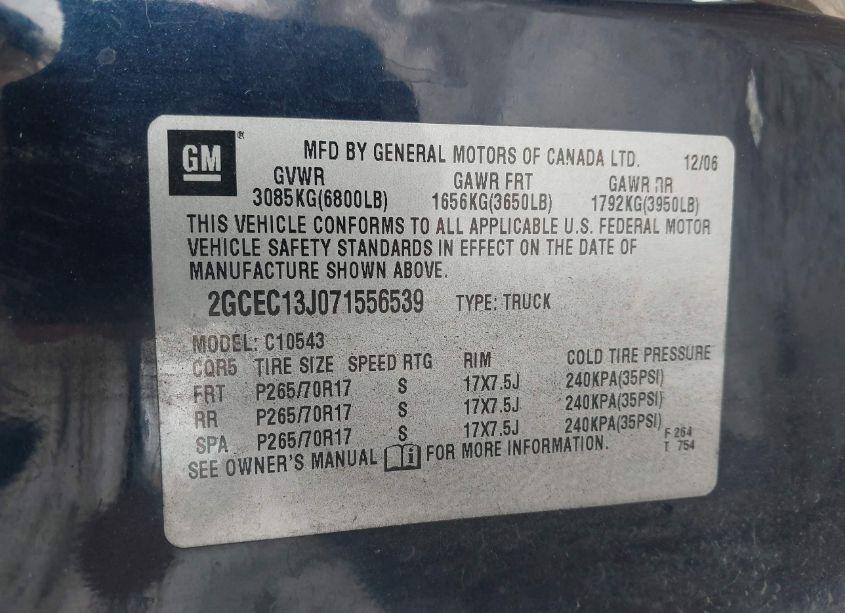 GM® MFD BY GENERAL MOTORS OF CANADA LTD. 12/06
GVWR GAWR FRT GAWR RR
3085KG(6800LB) 1656KG(3650LB) 1792KG(3950LB)
THIS VEHICLE CONFORMS TO ALL APPLICABLE U.S. FEDERAL MOTOR
VEHICLE SAFETY STANDARDS IN EFFECT ON THE DATE OF
MANUFACTURE SHOWN ABOVE.
2GCEC13J071556539 TYPE: TRUCK
MODEL: C10543
CQR5 TIRE SIZE SPEED RTG RIM COLD TIRE PRESSURE
FRT P265/70R17 S 17X7.5J 240KPA(35PSI)
RR P265/70R17 S 17X7.5J 240KPA(35PSI)
SPA P265/70R17 S 17X7.5J 240KPA(35PSI)
SEE OWNER'S MANUAL i FOR MORE INFORMATION.
F 264
T 754